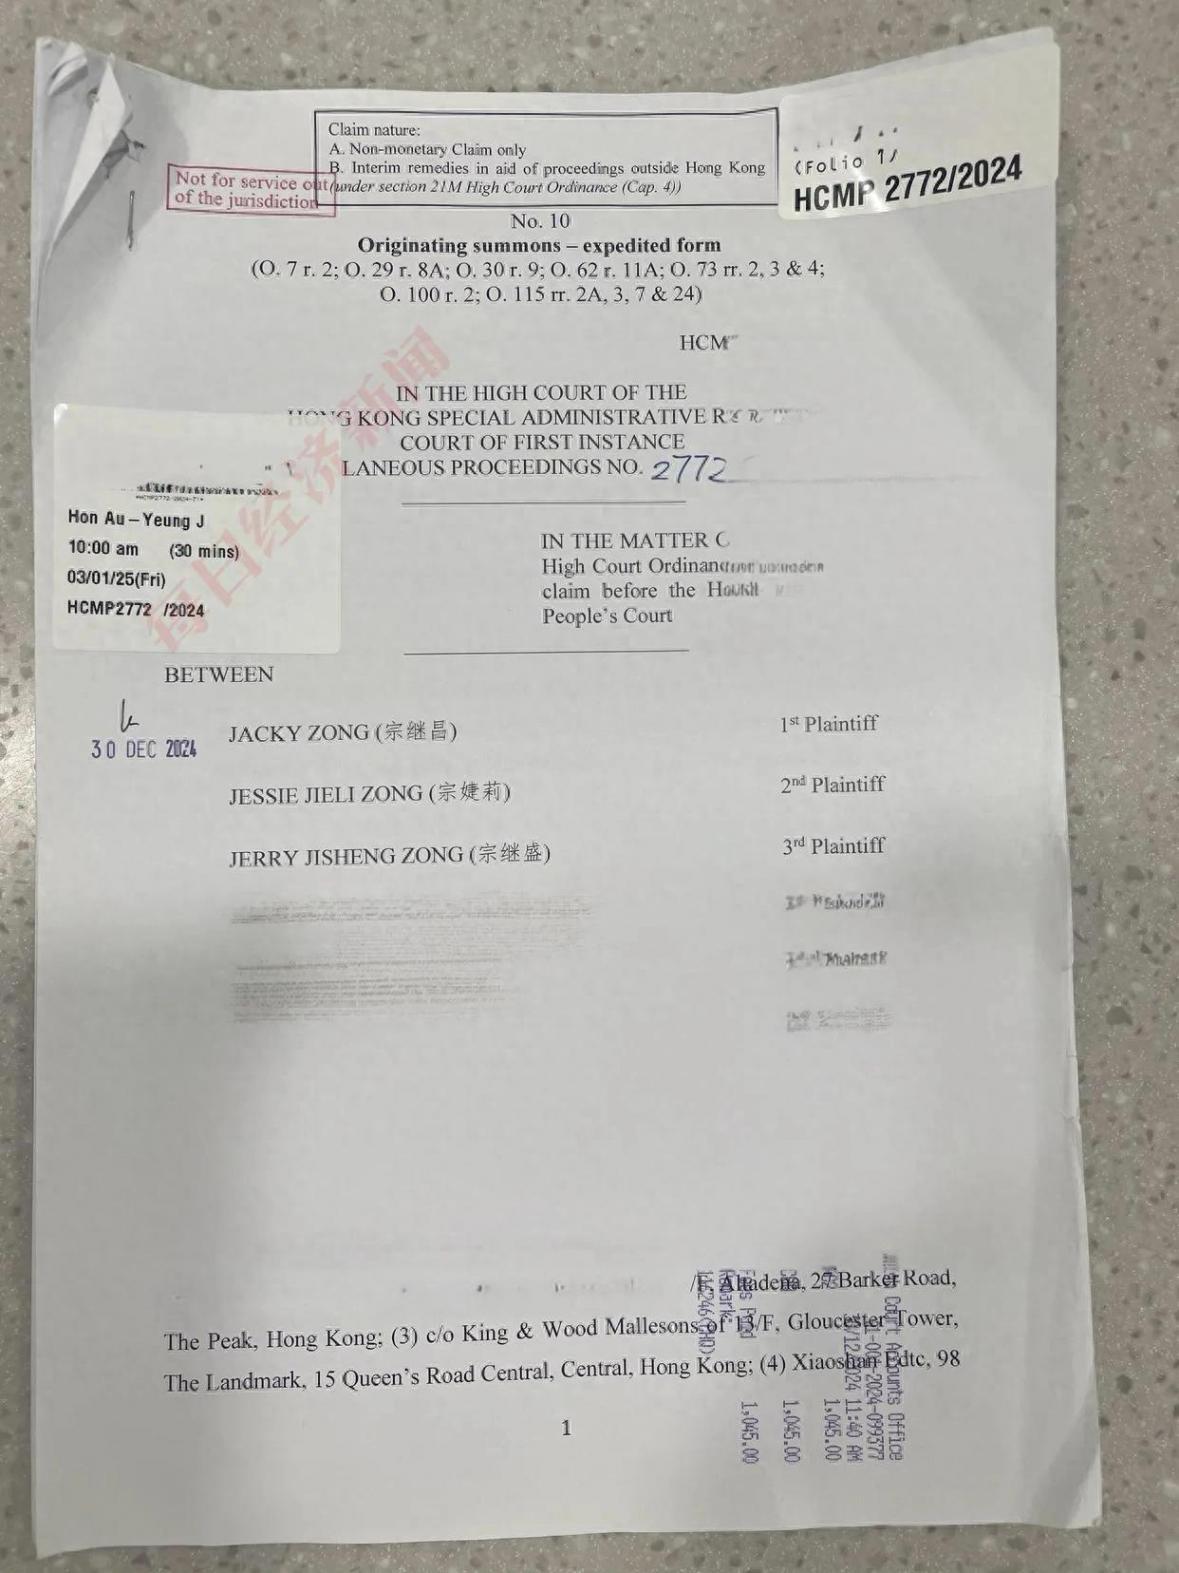 Claim nature:
A. Non-monetary Claim only
B. Interim remedies in aid of proceedings outside Hong Kong
(under section 21M High Court Ordinance (Cap. 4))
Not for service out
of the jurisdiction
(Folio 1)
HCMP 2772/2024
No. 10
Originating summons – expedited form
(O. 7 r. 2; O. 29 r. 8A; O. 30 r. 9; O. 62 r. 11A; O. 73 rr. 2, 3 & 4;
O. 100 r. 2; O. 115 rr. 2A, 3, 7 & 24)
HCM
IN THE HIGH COURT OF THE
KONG SPECIAL ADMINISTRATIVE
COURT OF FIRST INSTANCE
LANEOUS PROCEEDINGS NO. 2772
每日经济新闻
Hon Au-Yeung J
10:00 am (30 mins)
03/01/25(Fri)
HCMP2772 /2024
IN THE MATTER
High Court
claim before the
People's Court
BETWEEN
30 DEC 2024
JACKY ZONG (宗继昌) 1st Plaintiff
JESSIE JIELI ZONG (宗婕莉) 2nd Plaintiff
JERRY JISHENG ZONG (宗继盛) 3rd Plaintiff
Altadena, 27 Barker Road,
The Peak, Hong Kong; (3) c/o King & Wood Mallesons of 13/F, Gloucester Tower,
The Landmark, 15 Queen's Road Central, Central, Hong Kong; (4) Xiaoshan Edtc, 98
Court Accounts Office
11:40 AM
1,045.00
1,045.00
1,045.00
1